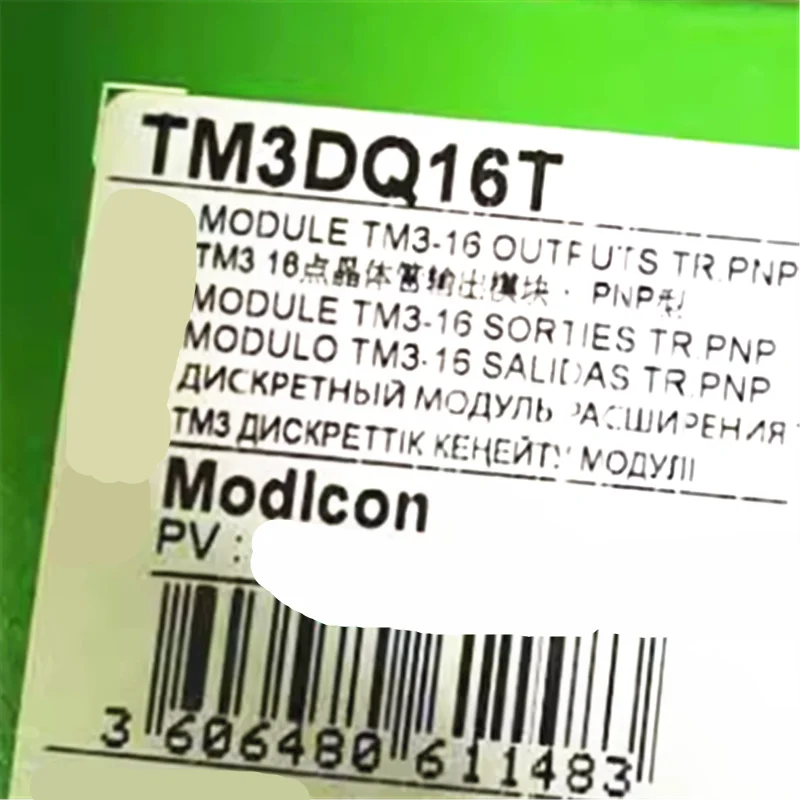 TM3DQ16T
MODULE TM3-16 OUTPUTS TR.PNP
TM3 16点晶体管输出模块 · PNP型
MODULE TM3-16 SORTIES TR.PNP
MODULO TM3-16 SALIDAS TR.PNP
ДИСКРЕТНЫЙ МОДУЛЬ РАСШИРЕНИЯ
TM3 ДИСКРЕТТІК КЕҢЕЙТУ МОДУЛІ
ModIcon
PV :
3 606480 611483